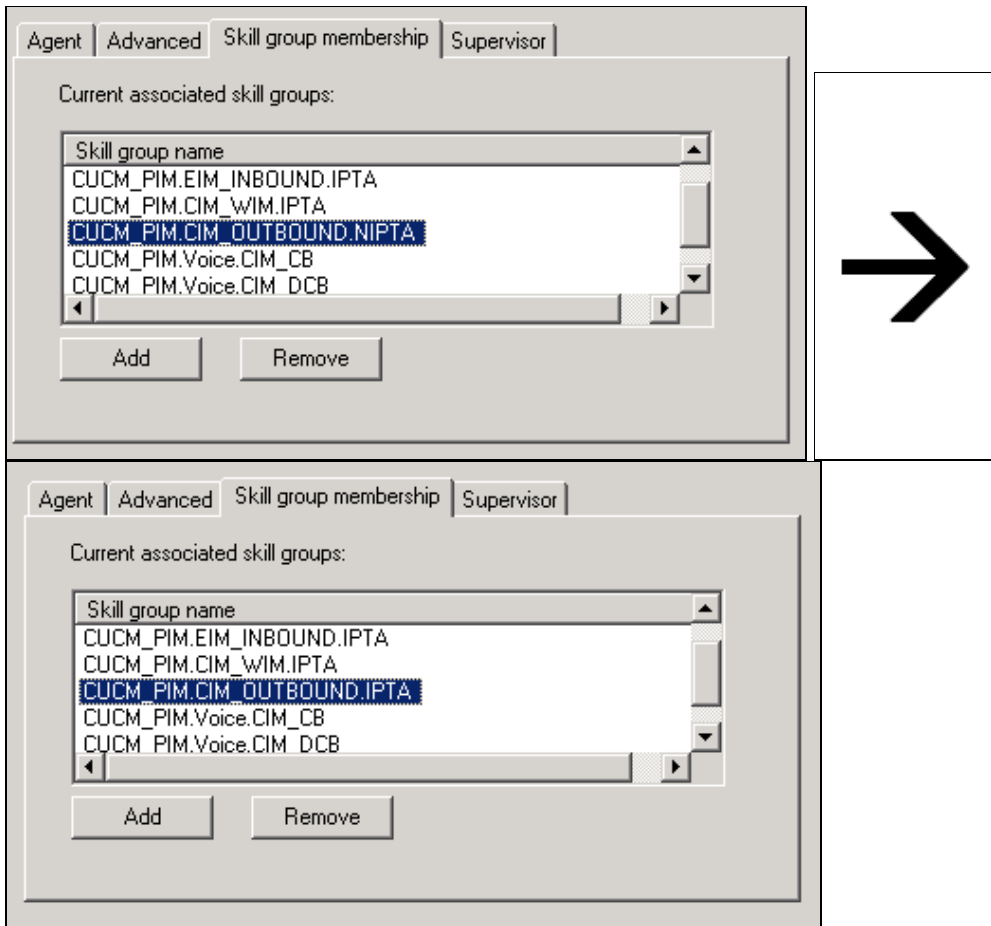 Agent Advanced Skill group membership Supervisor
Current associated skill groups:
Skill group name
CUCM_PIM.EIM_INBOUND.IPTA
CUCM_PIM.CIM_WIM.IPTA
CUCM_PIM.CIM_OUTBOUND.NIPTA
CUCM_PIM.Voice.CIM_CB
CUCM_PIM.Voice.CIM_DCB
Add Remove
Agent Advanced Skill group membership Supervisor
Current associated skill groups:
Skill group name
CUCM_PIM.EIM_INBOUND.IPTA
CUCM_PIM.CIM_WIM.IPTA
CUCM_PIM.CIM_OUTBOUND.IPTA
CUCM_PIM.Voice.CIM_CB
CUCM_PIM.Voice.CIM_DCB
Add Remove